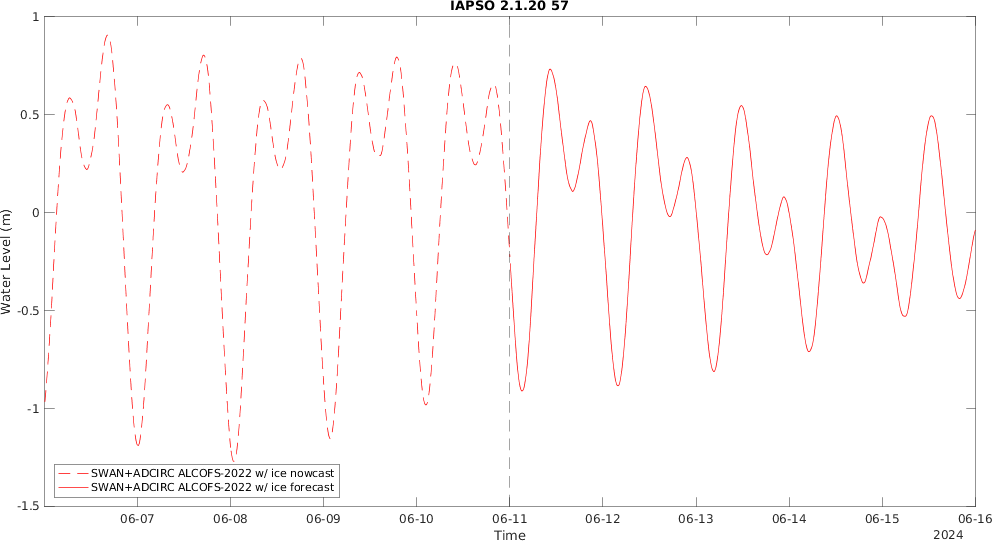 IAPSO 2.1.20 57
1
0.5
0
-0.5
-1
-1.5
Water Level (m)
SWAN+ADCIRC ALCOFS-2022 w/ ice nowcast
SWAN+ADCIRC ALCOFS-2022 w/ ice forecast
06-07 06-08 06-09 06-10 06-11 06-12 06-13 06-14 06-15 06-16
Time
2024